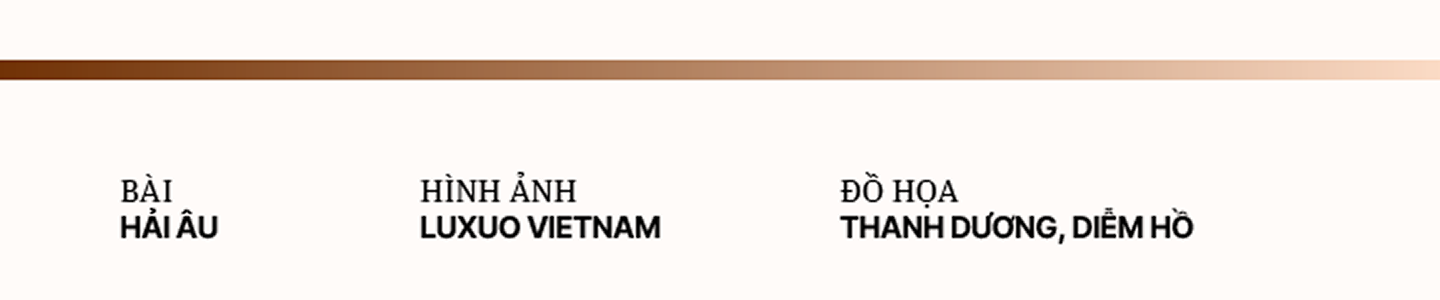 BÀI
HẢI ÂU
HÌNH ẢNH
LUXUO VIETNAM
ĐỒ HỌA
THANH DƯƠNG, DIỄM HỒ